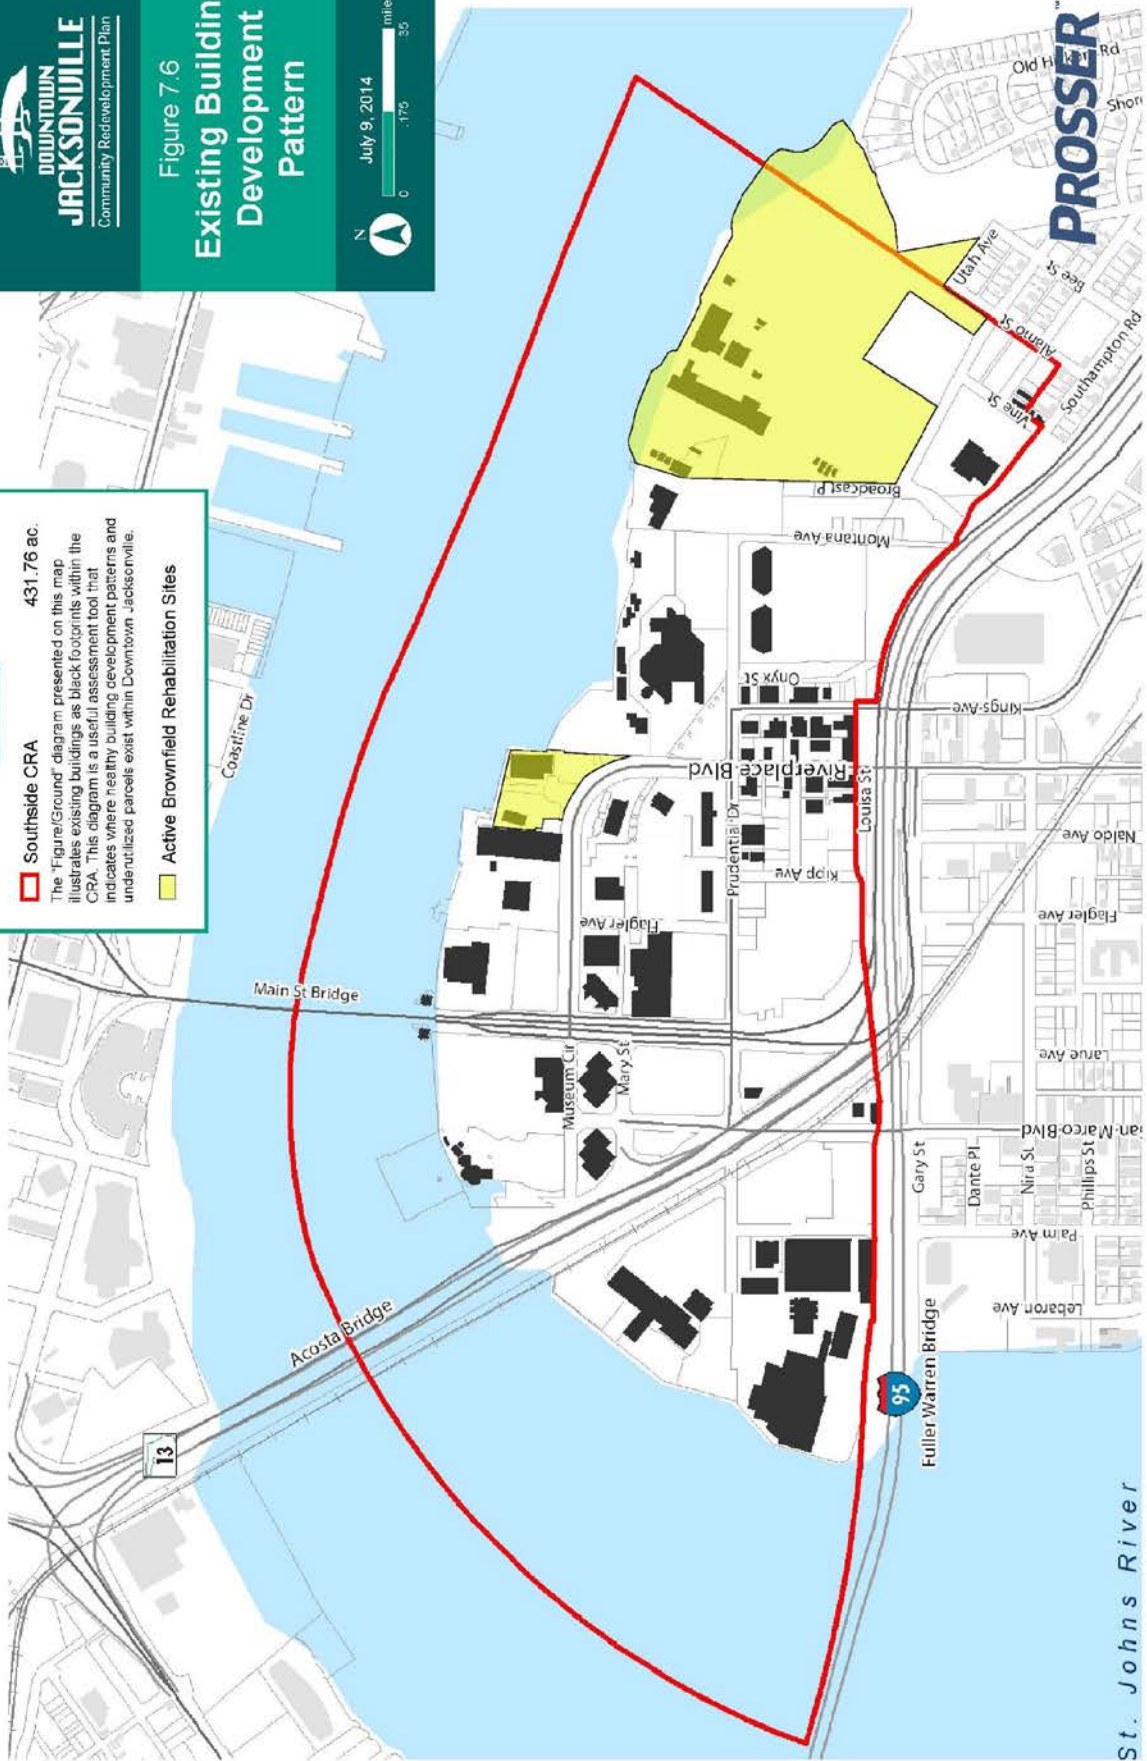 DOWNTOWN
JACKSONVILLE
Community Redevelopment Plan
Figure 7.6
Existing Buildin
Development
Pattern
July 9, 2014
N
0 .175 .35
mile
Southside CRA 431.76 ac.
The "Figure/Ground" diagram presented on this map
illustrates existing buildings as black footprints within the
CRA. This diagram is a useful assessment tool that
indicates where healthy building development patterns and
underutilized parcels exist within Downtown Jacksonville.
Active Brownfield Rehabilitation Sites
Coastline Dr
Main St Bridge
Acosta Bridge
13
Museum Cir
Mary St
Flagler Ave
Prudential Dr
Riverplace Blvd
Kipp Ave
Louisa St
Onyx St
Kings Ave
Montana Ave
Broadcast P
Vine St
Alamo St
Utah Ave
Bee St
Southampton Rd
Old H Rd
Shor
Naldo Ave
Flagler Ave
Larue Ave
an Marco Blvd
Gary St
Dante Pl
Nira St
Phillips St
Palm Ave
Lebaron Ave
95
Fuller Warren Bridge
St. Johns River
PROSSER